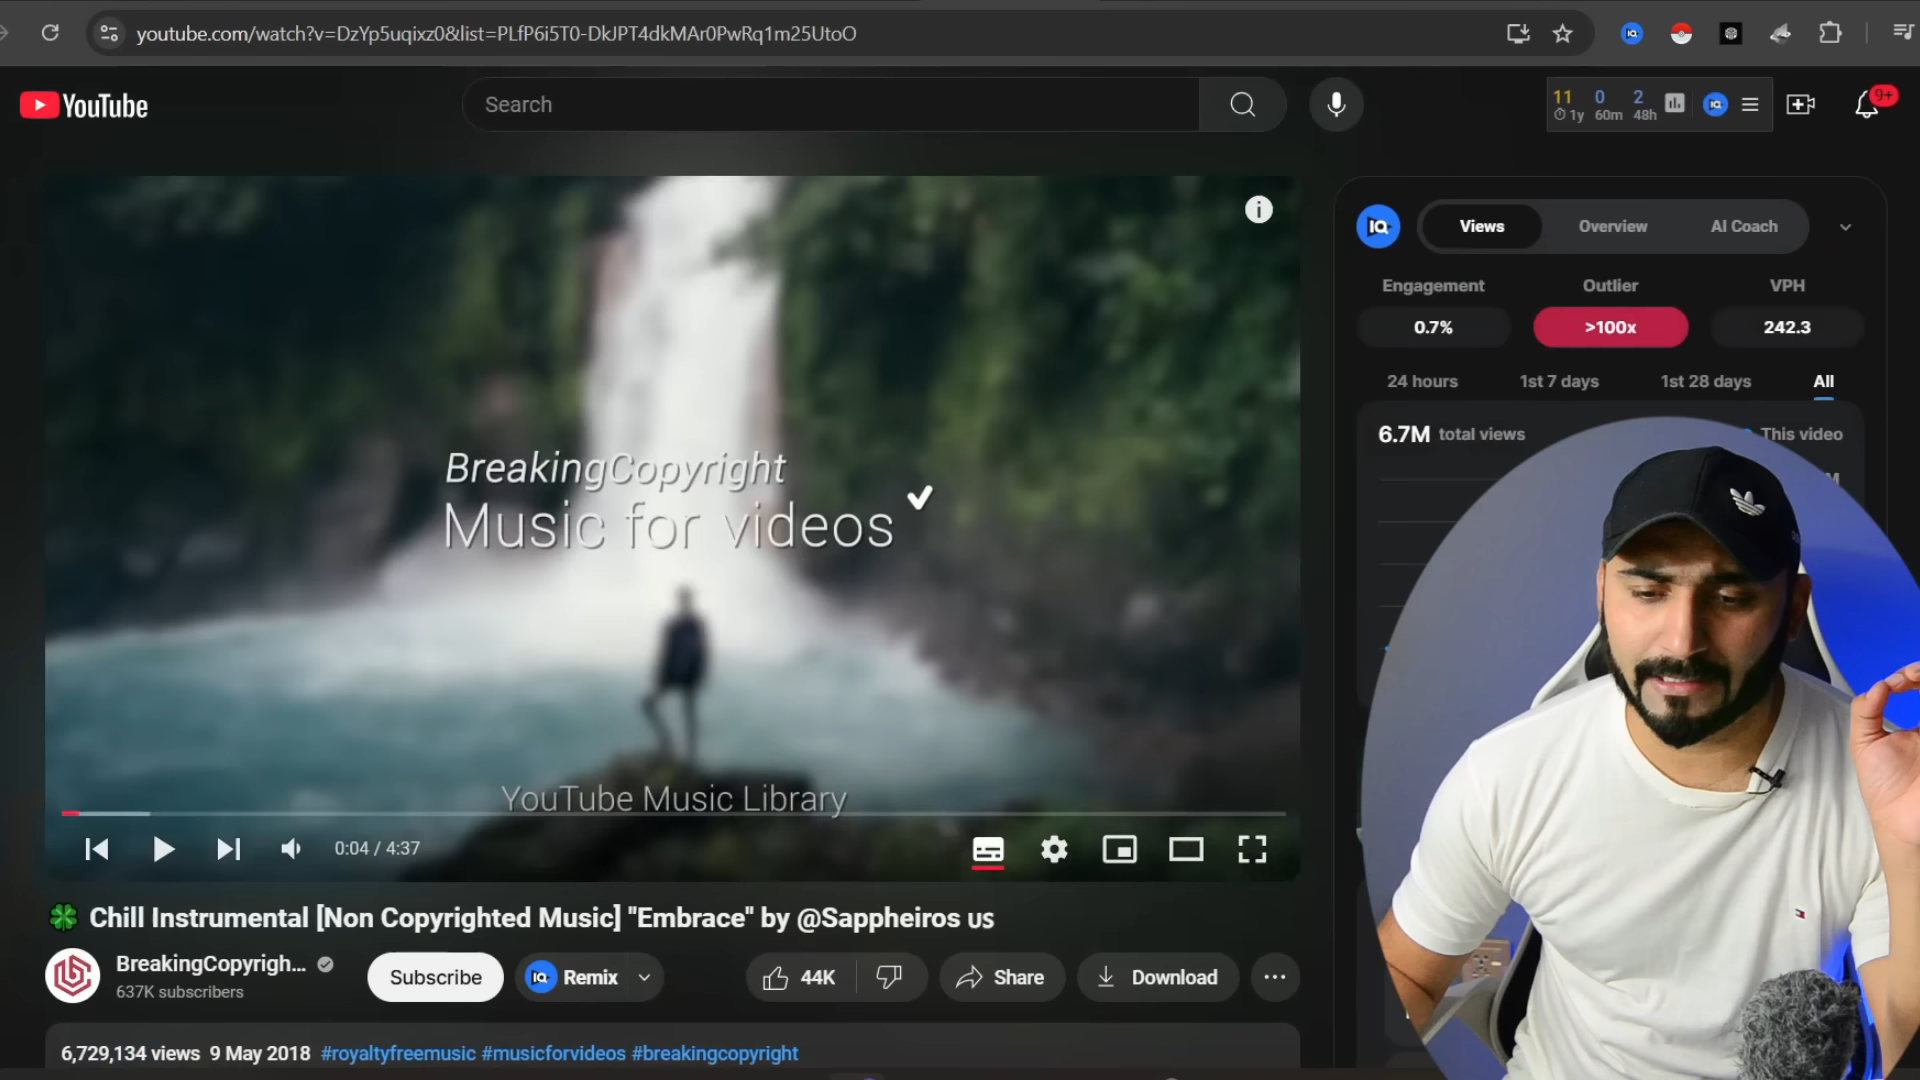 youtube.com/watch?v=DzYp5uqixz0&list=PLfP6i5T0-DkJPT4dkMAr0PwRq1m25UtoO
YouTube
Search
11 0 2
1y 60m 48h
9+
Views Overview AI Coach
Engagement Outlier VPH
0.7% >100x 242.3
24 hours 1st 7 days 1st 28 days All
6.7M total views This video
BreakingCopyright
Music for videos
YouTube Music Library
0:04 / 4:37
Chill Instrumental [Non Copyrighted Music] "Embrace" by @Sappheiros US
BreakingCopyrigh...
637K subscribers
Subscribe
Remix
44K
Share
Download
6,729,134 views 9 May 2018 #royaltyfreemusic #musicforvideos #breakingcopyright